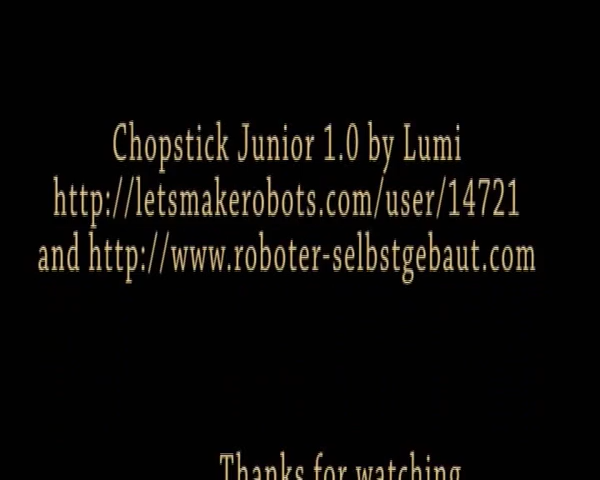 Chopstick Junior 1.0 by Lumi
http://letsmakerobots.com/user/14721
and http://www.roboter-selbstgebaut.com
Thanks for watching